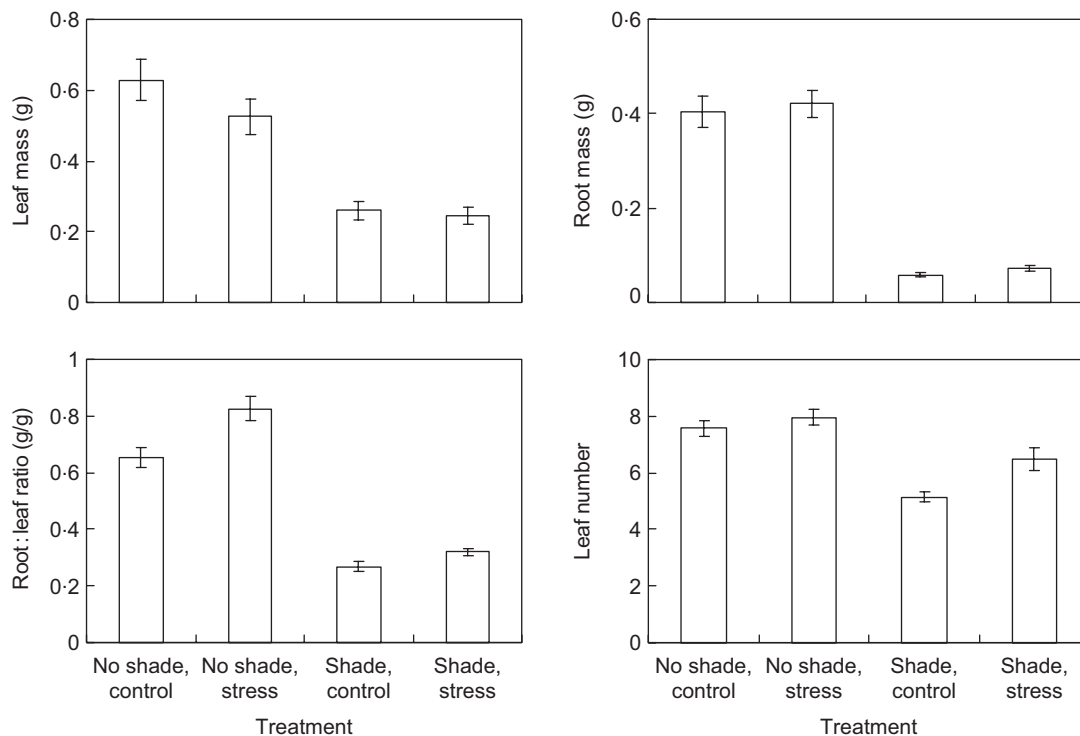 0·8
0·6
0·4
0·2
0
Leaf mass (g)
0·6
0·4
0·2
0
Root mass (g)
1
0·8
0·6
0·4
0·2
0
Root : leaf ratio (g/g)
No shade,
control
No shade,
stress
Shade,
control
Shade,
stress
Treatment
10
8
6
4
2
0
Leaf number
No shade,
control
No shade,
stress
Shade,
control
Shade,
stress
Treatment